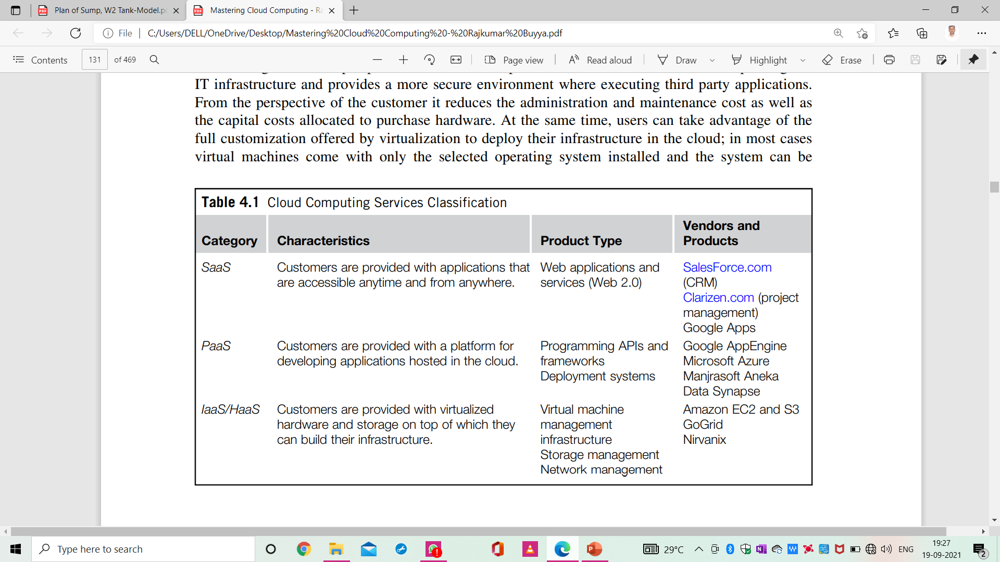 Plan of Sump, W2 Tank-Model.p
Mastering Cloud Computing - Ra
File
C:/Users/DELL/OneDrive/Desktop/Mastering%20Cloud%20Computing%20-%20Rajkumar%20Buyya.pdf
Contents
131
of 469
Page view
Read aloud
Draw
Highlight
Erase
IT infrastructure and provides a more secure environment where executing third party applications.
From the perspective of the customer it reduces the administration and maintenance cost as well as
the capital costs allocated to purchase hardware. At the same time, users can take advantage of the
full customization offered by virtualization to deploy their infrastructure in the cloud; in most cases
virtual machines come with only the selected operating system installed and the system can be
Table 4.1 Cloud Computing Services Classification
Category
Characteristics
Product Type
Vendors and
Products
SaaS
Customers are provided with applications that
are accessible anytime and from anywhere.
Web applications and
services (Web 2.0)
SalesForce.com
(CRM)
Clarizen.com (project
management)
Google Apps
PaaS
Customers are provided with a platform for
developing applications hosted in the cloud.
Programming APIs and
frameworks
Deployment systems
Google AppEngine
Microsoft Azure
Manjrasoft Aneka
Data Synapse
IaaS/HaaS
Customers are provided with virtualized
hardware and storage on top of which they
can build their infrastructure.
Virtual machine
management
infrastructure
Storage management
Network management
Amazon EC2 and S3
GoGrid
Nirvanix
Type here to search
29°C
ENG
19:27
19-09-2021
2